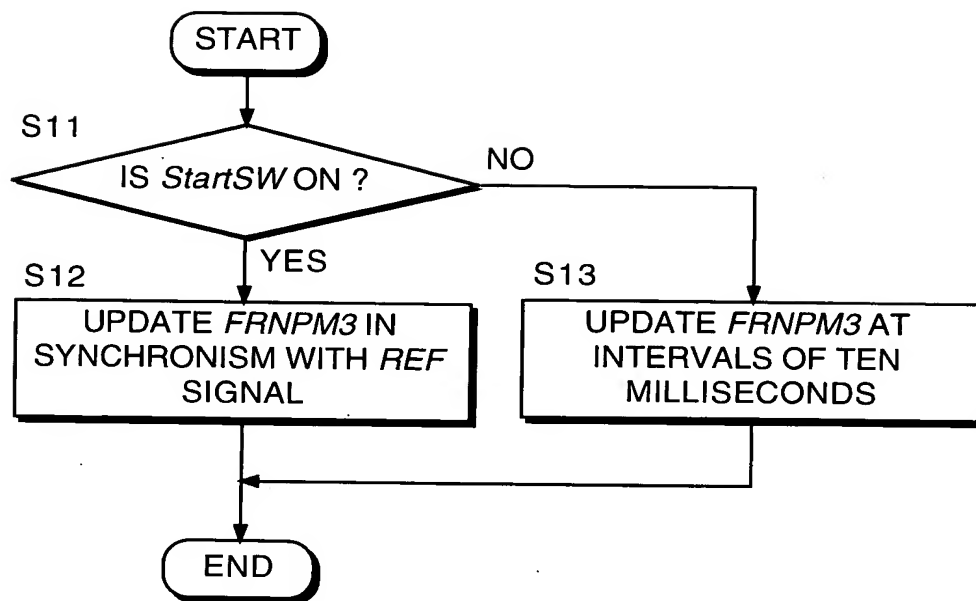 START
S11
IS StartSW ON ?
NO
YES
S12
UPDATE FRNPM3 IN
SYNCHRONISM WITH REF
SIGNAL
S13
UPDATE FRNPM3 AT
INTERVALS OF TEN
MILLISECONDS
END